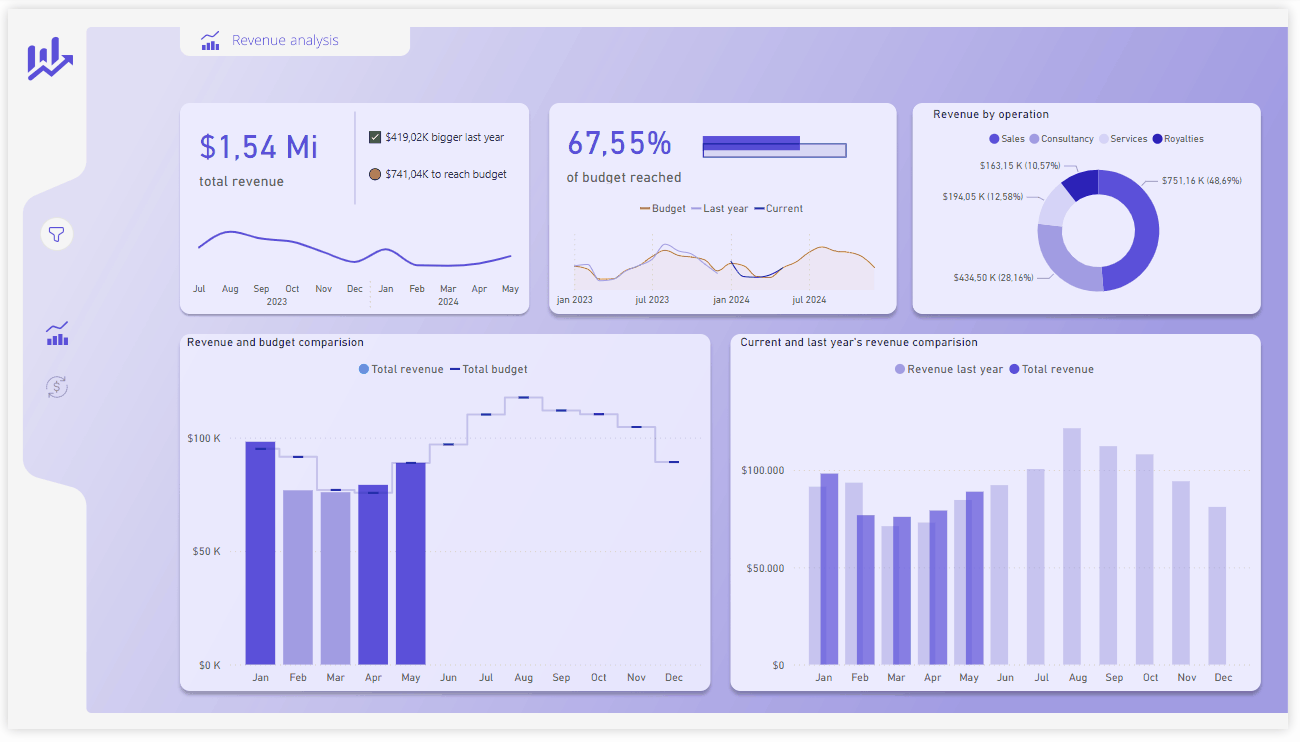 Revenue analysis
$1,54 Mi
total revenue
$419,02K bigger last year
$741,04K to reach budget
Jul Aug Sep Oct Nov Dec Jan Feb Mar Apr May
2023 2024
67,55%
of budget reached
Budget Last year Current
jan 2023 jul 2023 jan 2024 jul 2024
Revenue by operation
Sales Consultancy Services Royalties
$163,15 K (10,57%)
$751,16 K (48,69%)
$194,05 K (12,58%)
$434,50 K (28,16%)
Revenue and budget comparision
Total revenue Total budget
$100 K
$50 K
$0 K
Jan Feb Mar Apr May Jun Jul Aug Sep Oct Nov Dec
Current and last year's revenue comparision
Revenue last year Total revenue
$100.000
$50.000
$0
Jan Feb Mar Apr May Jun Jul Aug Sep Oct Nov Dec